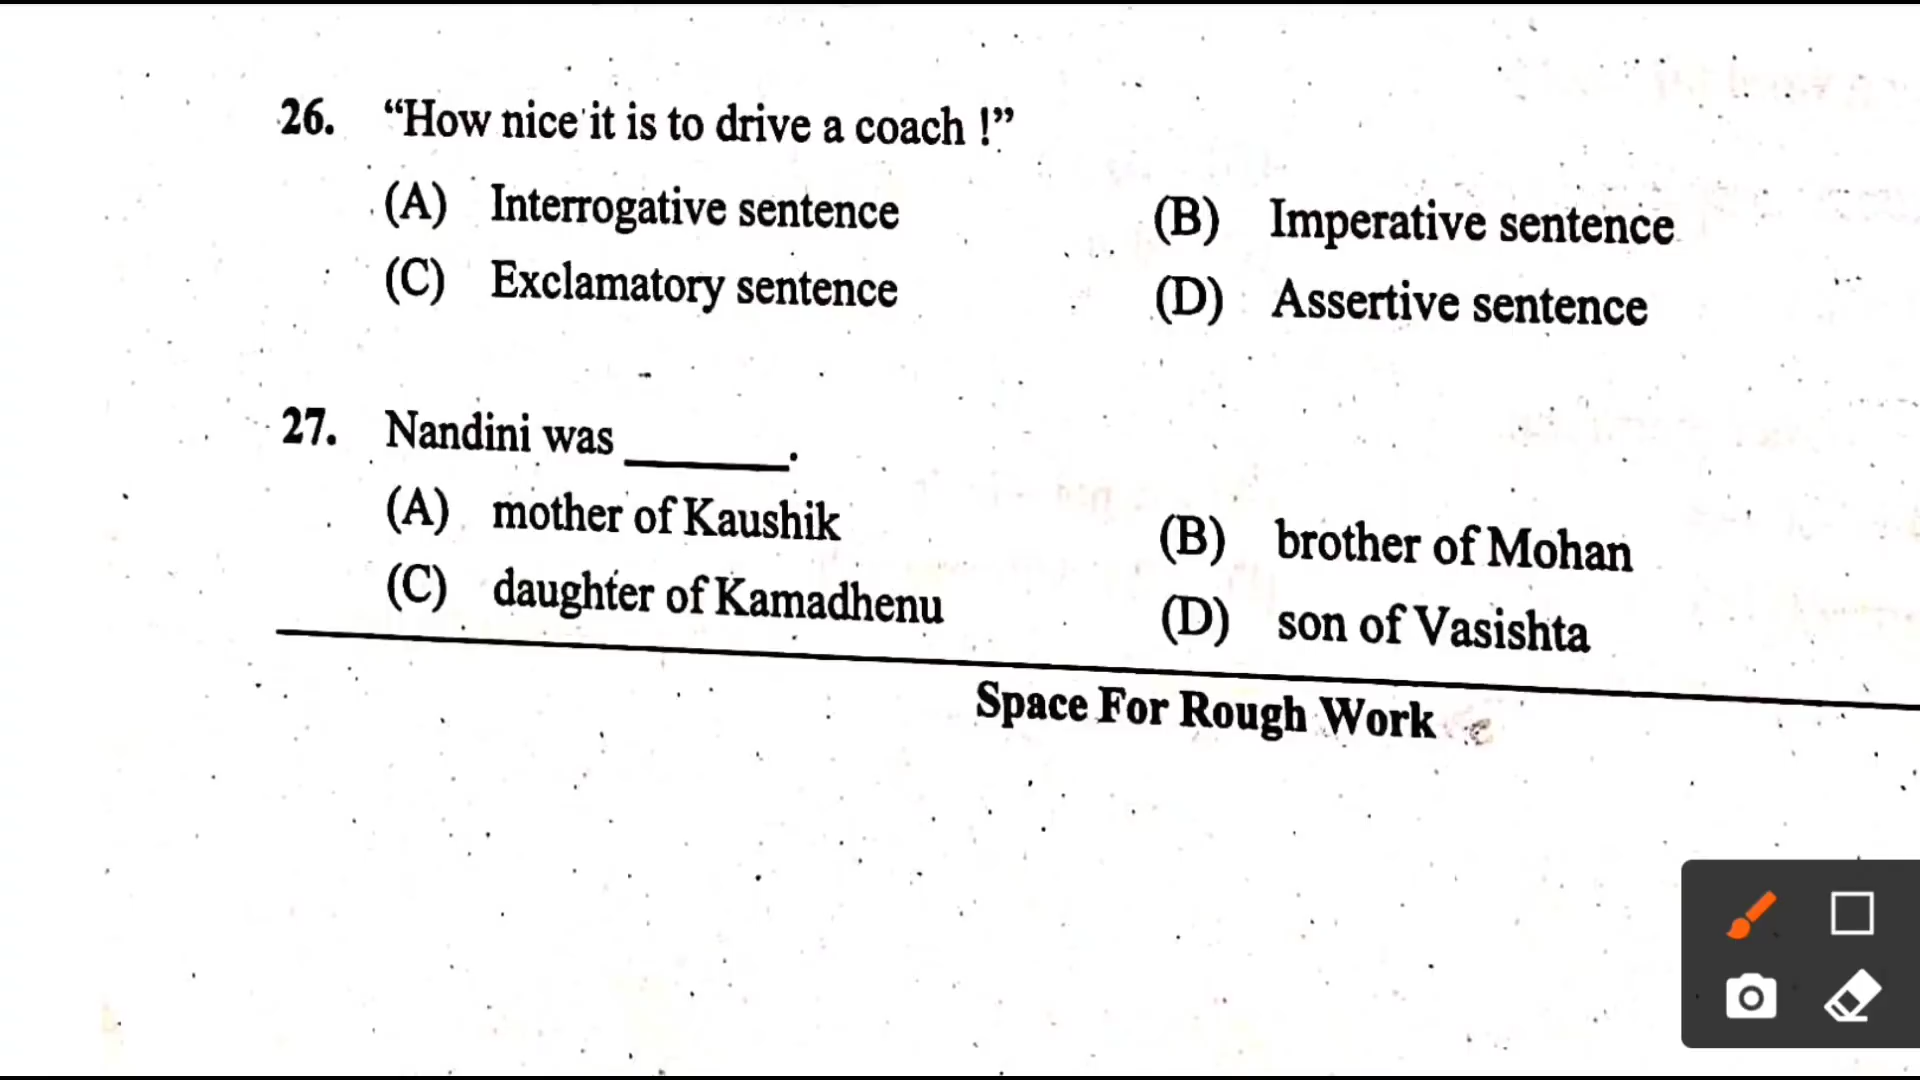 26. “How nice it is to drive a coach !”
(A) Interrogative sentence (B) Imperative sentence
(C) Exclamatory sentence (D) Assertive sentence
27. Nandini was ______.
(A) mother of Kaushik (B) brother of Mohan
(C) daughter of Kamadhenu (D) son of Vasishta
Space For Rough Work